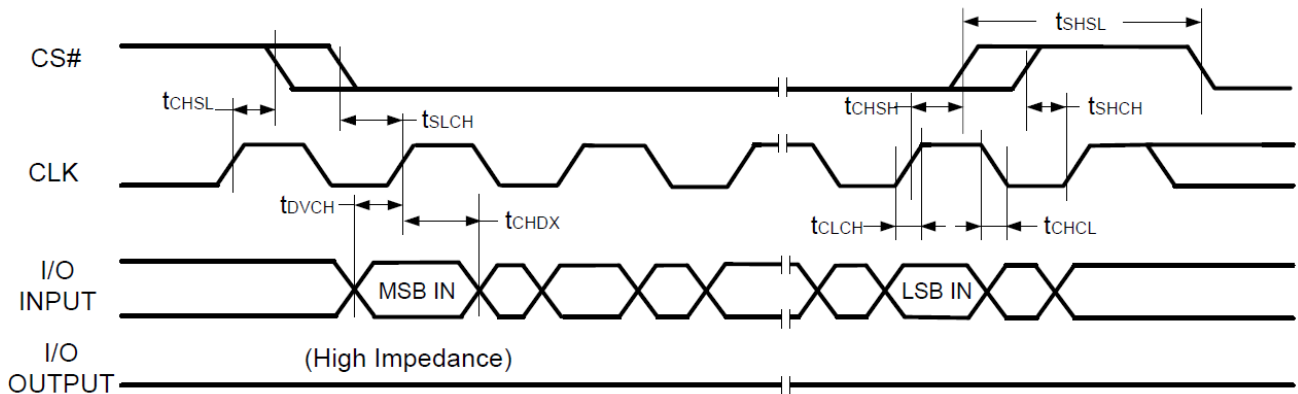 tSHSL
CS#
tCHSL
tSLCH
tCHSH
tSHCH
CLK
tDVCH
tCHDX
tCLCH
tCHCL
I/O
INPUT
MSB IN
LSB IN
I/O
OUTPUT
(High Impedance)